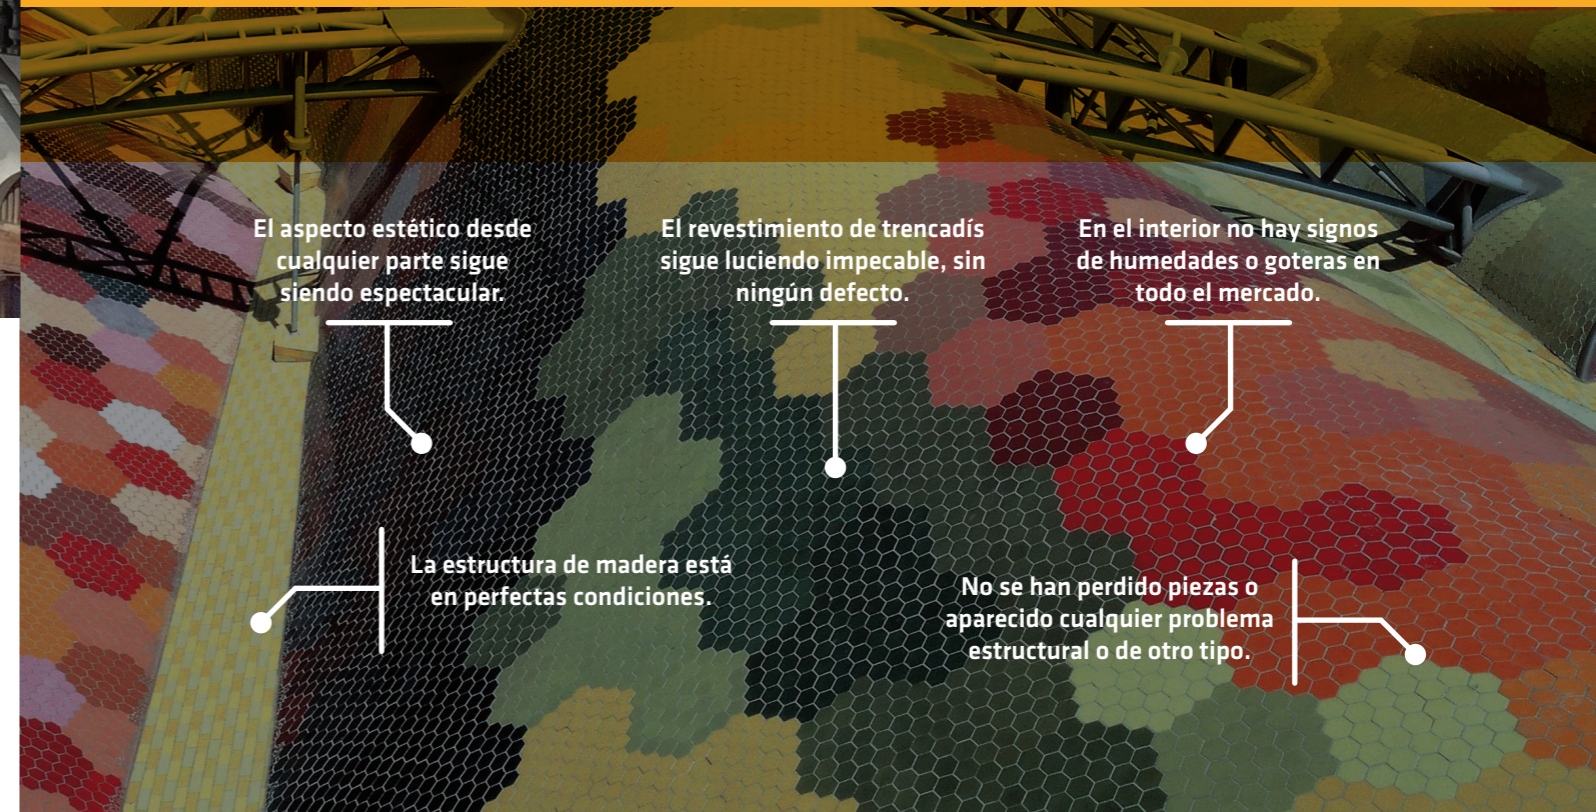 El aspecto estético desde
cualquier parte sigue
siendo espectacular.
El revestimiento de trencadís
sigue luciendo impecable, sin
ningún defecto.
En el interior no hay signos
de humedades o goteras en
todo el mercado.
La estructura de madera está
en perfectas condiciones.
No se han perdido piezas o
aparecido cualquier problema
estructural o de otro tipo.